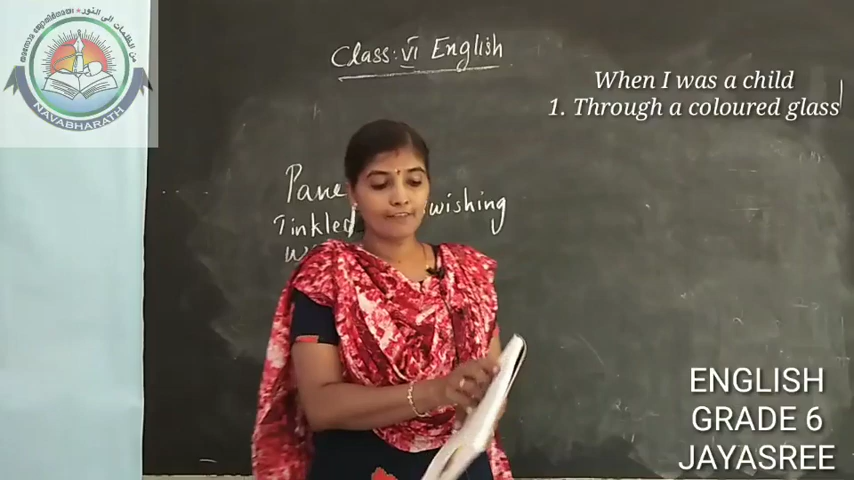 NAVABHARATH
Class: VI English
When I was a child
1. Through a coloured glass
Pane
wishing
Tinkled
ENGLISH
GRADE 6
JAYASREE